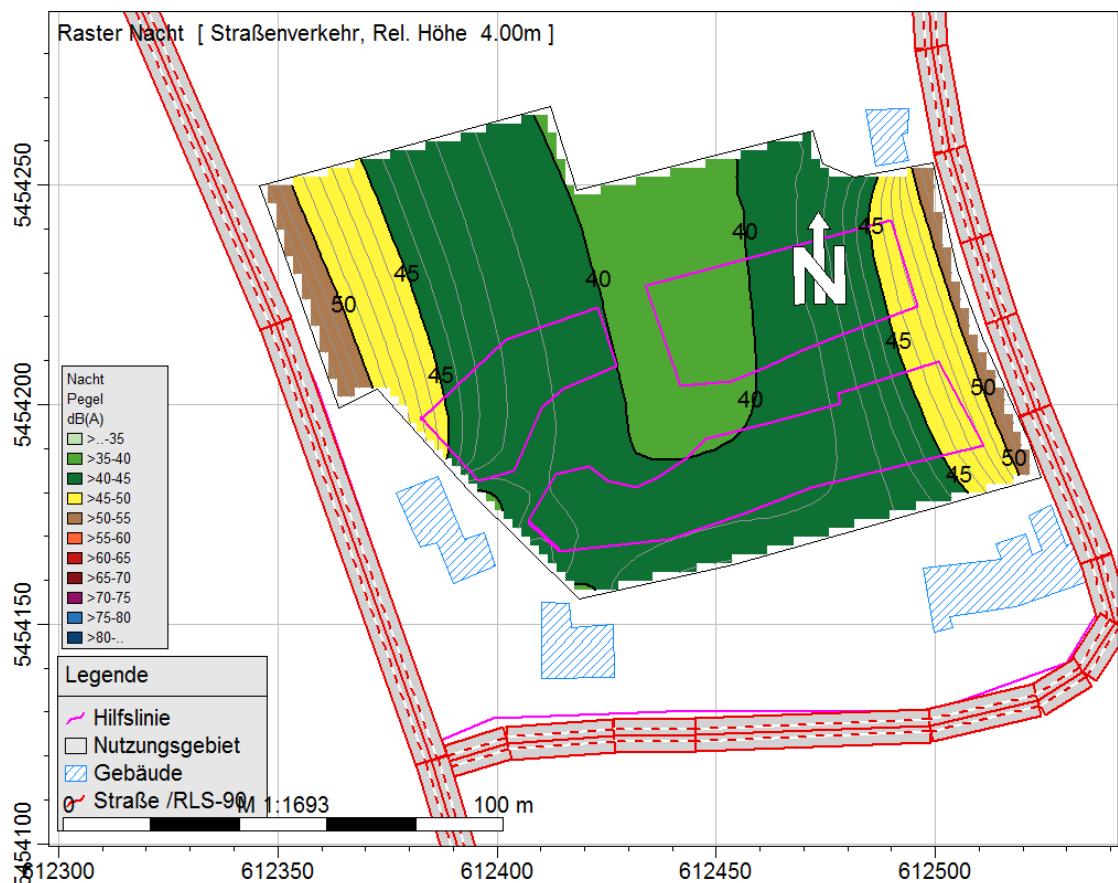 Raster Nacht [ Straßenverkehr, Rel. Höhe 4.00m ]
5454250
5454200
5454150
5454100
40
45
40
45
50
45
45
50
40
50
45
N
Nacht
Pegel
dB(A)
>..-35
>35-40
>40-45
>45-50
>50-55
>55-60
>60-65
>65-70
>70-75
>75-80
>80-..
Legende
Hilfslinie
Nutzungsgebiet
Gebäude
Straße /RLS-90
0 M 1:1693 100 m
612300 612350 612400 612450 612500